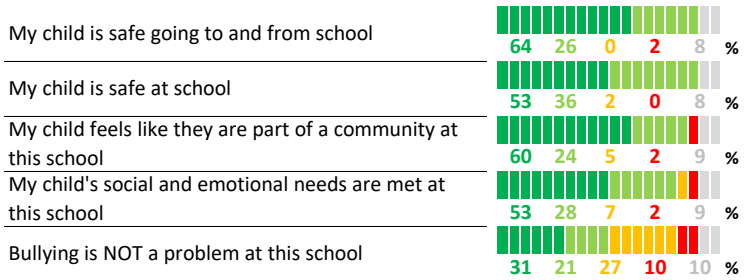 My child is safe going to and from school
64 26 0 2 8 %
My child is safe at school
53 36 2 0 8 %
My child feels like they are part of a community at
this school
60 24 5 2 9 %
My child's social and emotional needs are met at
this school
53 28 7 2 9 %
Bullying is NOT a problem at this school
31 21 27 10 10 %